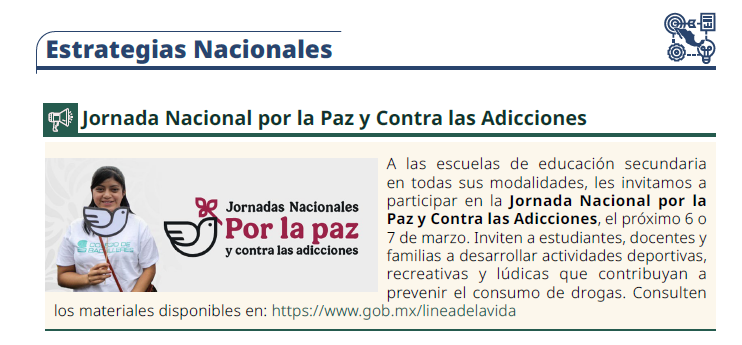 Estrategias Nacionales
Jornada Nacional por la Paz y Contra las Adicciones
COLEGIO DE
BACHILLERES
Jornadas Nacionales
Por la paz
y contra las adicciones
A las escuelas de educación secundaria
en todas sus modalidades, les invitamos a
participar en la Jornada Nacional por la
Paz y Contra las Adicciones, el próximo 6 o
7 de marzo. Inviten a estudiantes, docentes y
familias a desarrollar actividades deportivas,
recreativas y lúdicas que contribuyan a
prevenir el consumo de drogas. Consulten
los materiales disponibles en: https://www.gob.mx/lineadelavida